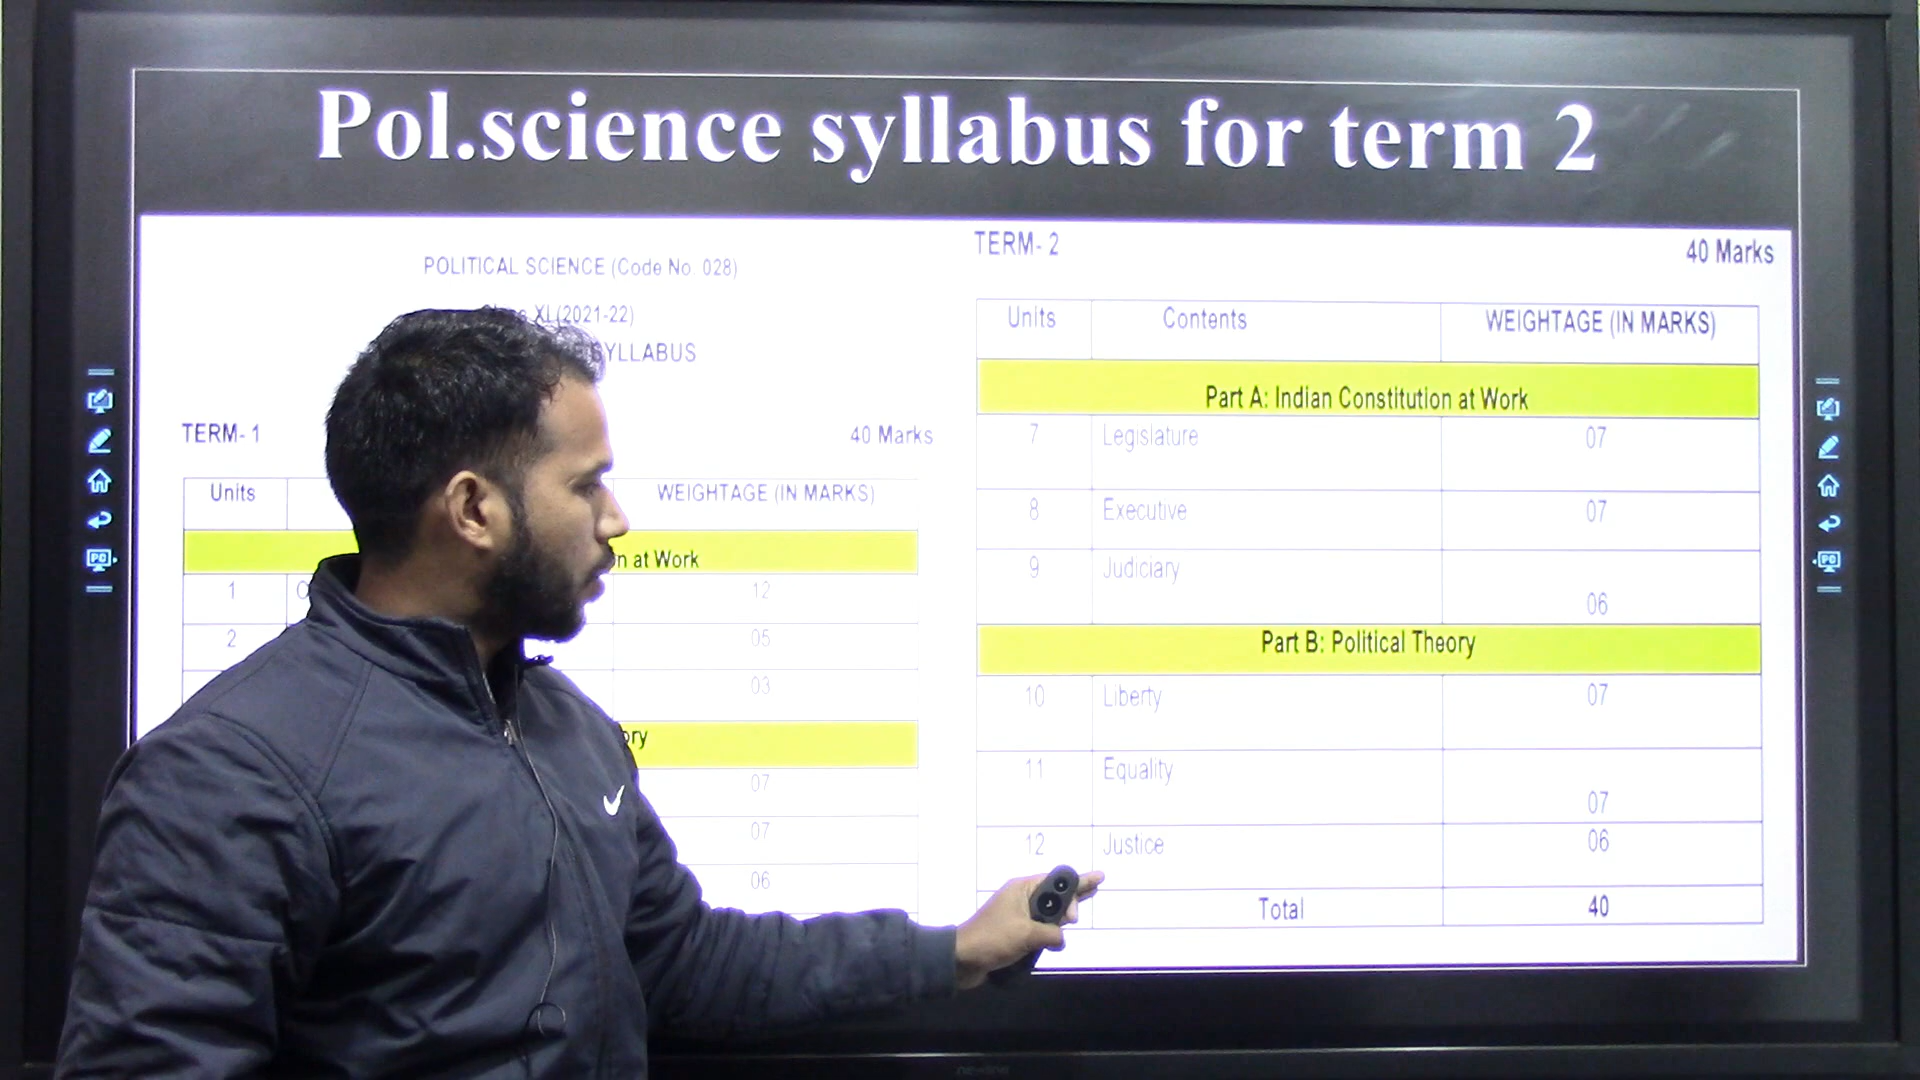 Pol.science syllabus for term 2
POLITICAL SCIENCE (Code No. 028)
XI (2021-22)
SYLLABUS
TERM- 1 40 Marks
Units WEIGHTAGE (IN MARKS)
at Work
1 12
2 05
03
07
07
06
TERM- 2 40 Marks
Units Contents WEIGHTAGE (IN MARKS)
Part A: Indian Constitution at Work
7 Legislature 07
8 Executive 07
9 Judiciary 06
Part B: Political Theory
10 Liberty 07
11 Equality 07
12 Justice 06
Total 40
PC
PC